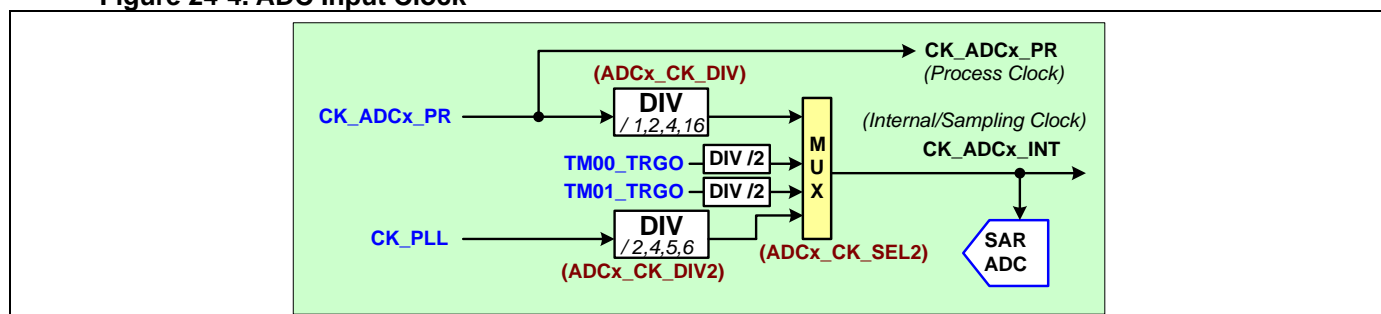 Figure 24-4. ADC Input Clock
CK_ADCx_PR
(Process Clock)
(ADCx_CK_DIV)
DIV
/ 1,2,4,16
CK_ADCx_PR
(Internal/Sampling Clock)
CK_ADCx_INT
MUX
TM00_TRGO
DIV /2
TM01_TRGO
DIV /2
CK_PLL
DIV
/ 2,4,5,6
(ADCx_CK_DIV2)
(ADCx_CK_SEL2)
SAR
ADC